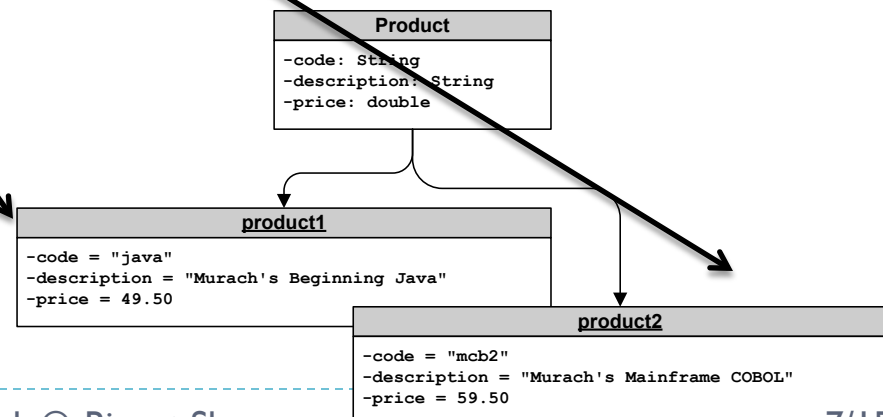 Product
-code: String
-description: String
-price: double
product1
-code = "java"
-description = "Murach's Beginning Java"
-price = 49.50
product2
-code = "mcb2"
-description = "Murach's Mainframe COBOL"
-price = 59.50